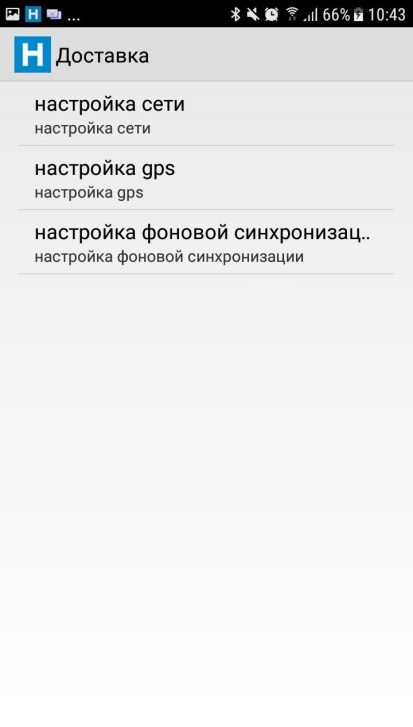 ... 66% 10:43
H Доставка
настройка сети
настройка сети
настройка gps
настройка gps
настройка фоновой синхронизац..
настройка фоновой синхронизации